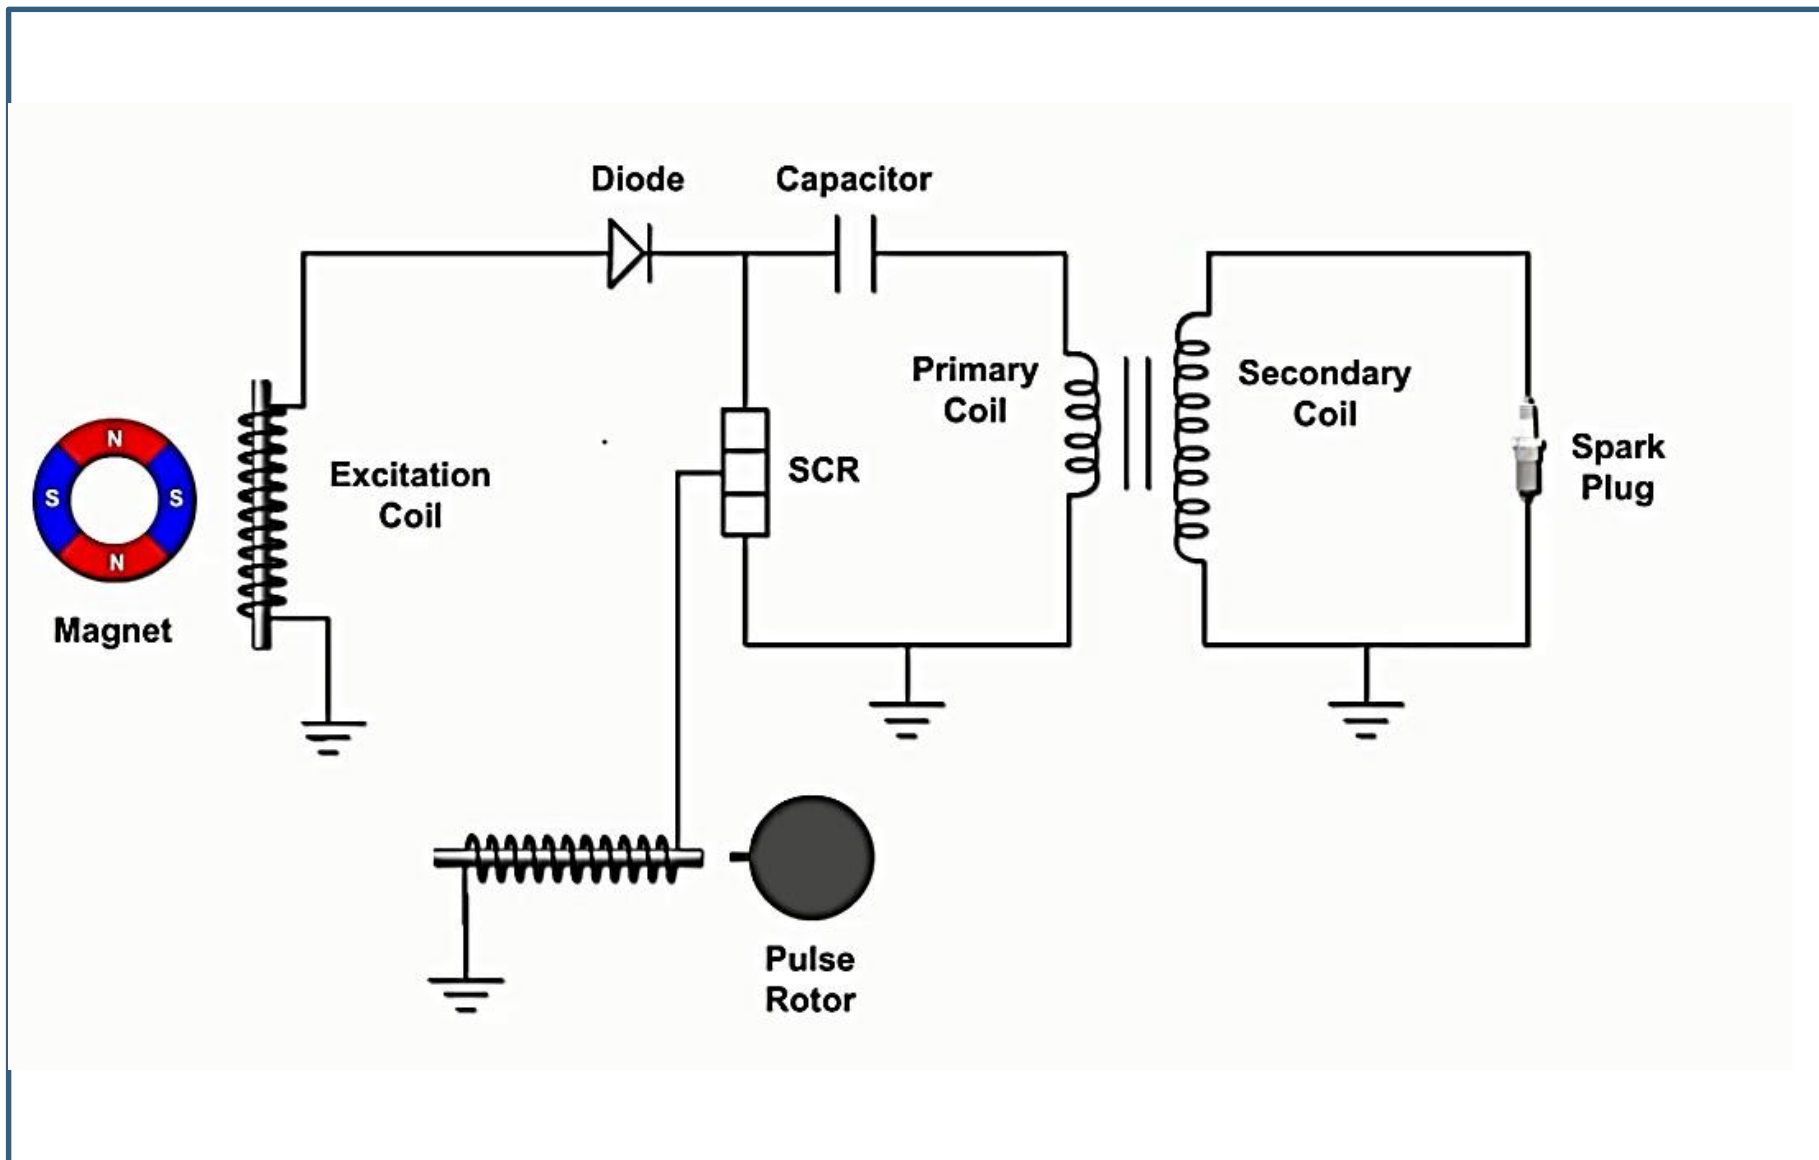 Diode
Capacitor
Primary
Coil
Secondary
Coil
N
S
S
N
Magnet
Excitation
Coil
SCR
Spark
Plug
Pulse
Rotor